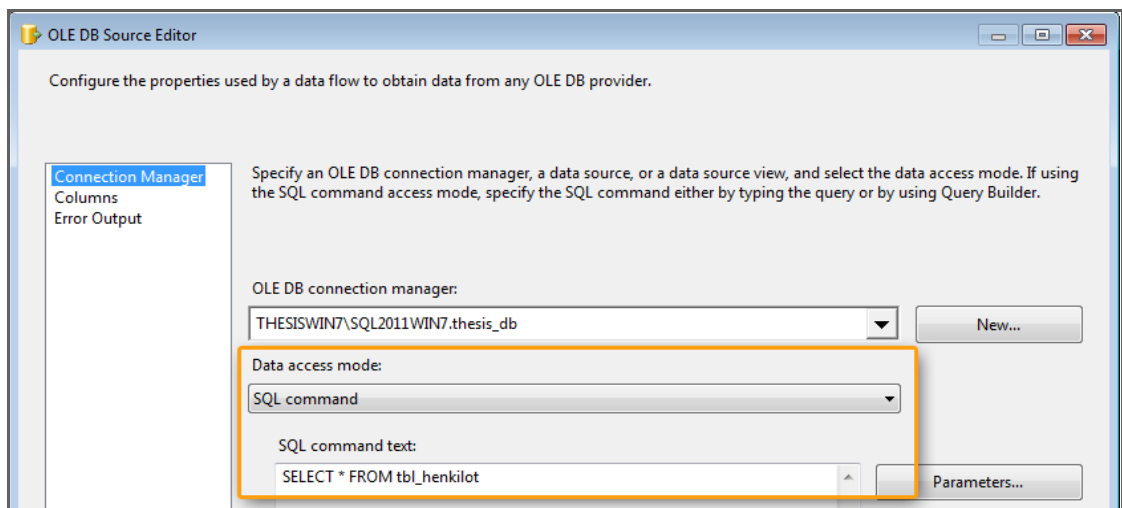 OLE DB Source Editor
Configure the properties used by a data flow to obtain data from any OLE DB provider.
Connection Manager
Columns
Error Output
Specify an OLE DB connection manager, a data source, or a data source view, and select the data access mode. If using
the SQL command access mode, specify the SQL command either by typing the query or by using Query Builder.
OLE DB connection manager:
THESISWIN7\SQL2011WIN7.thesis_db
New...
Data access mode:
SQL command
SQL command text:
SELECT * FROM tbl_henkilot
Parameters...